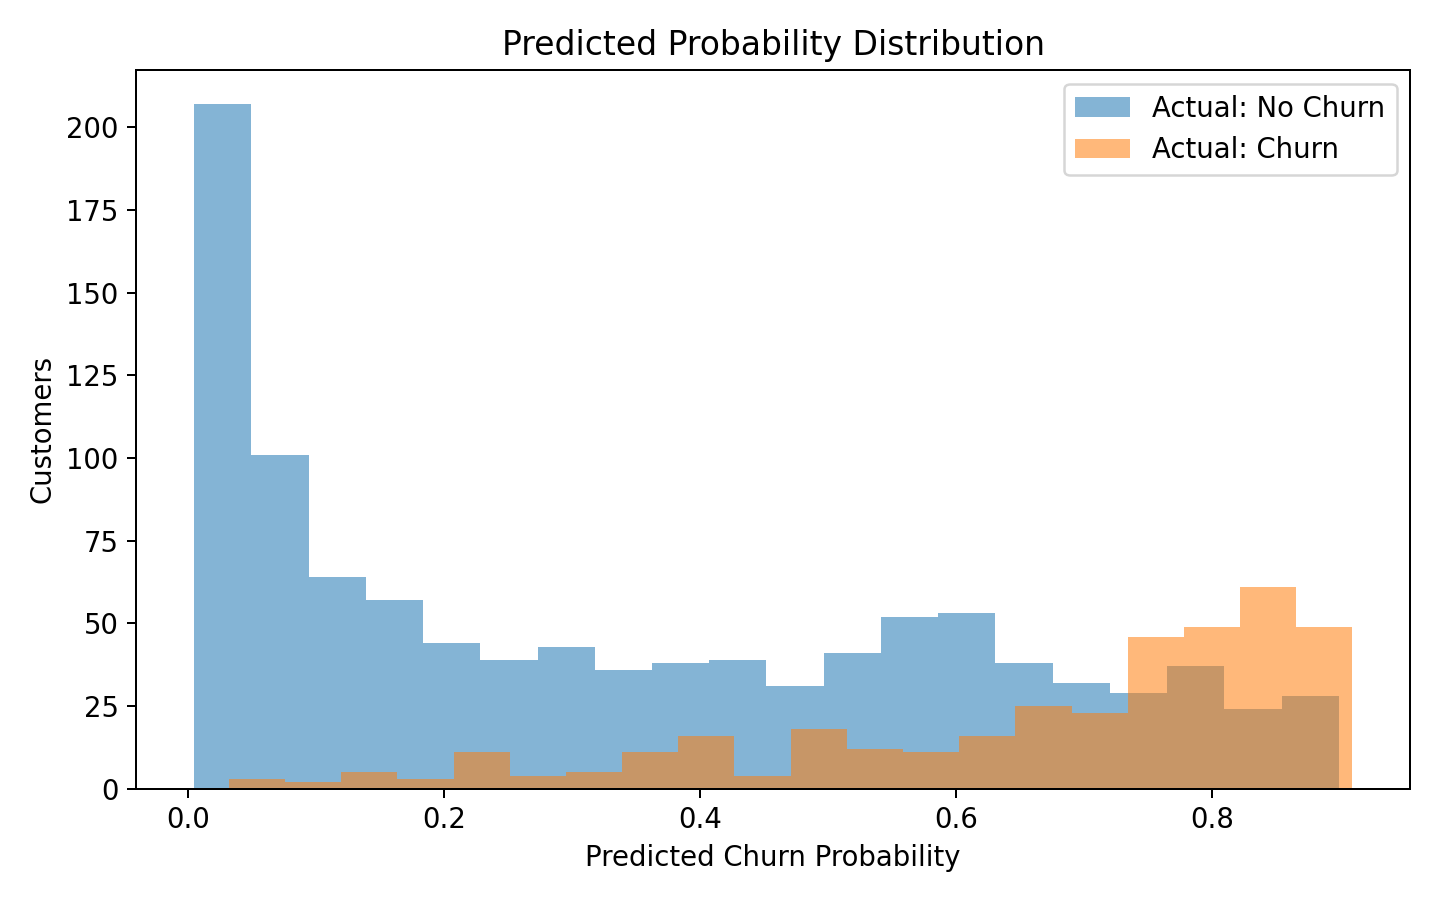 Predicted Probability Distribution
Actual: No Churn
Actual: Churn
200
175
150
125
100
75
50
25
0
Customers
0.0 0.2 0.4 0.6 0.8
Predicted Churn Probability